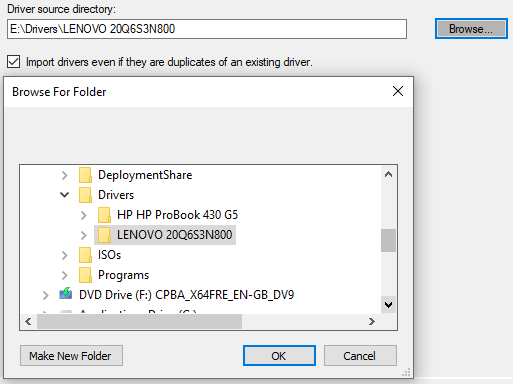 Driver source directory:
E:\Drivers\LENOVO 20Q6S3N800
Browse...
Import drivers even if they are duplicates of an existing driver.
Browse For Folder
DeploymentShare
Drivers
HP HP ProBook 430 G5
LENOVO 20Q6S3N800
ISOs
Programs
DVD Drive (F:) CPBA_X64FRE_EN-GB_DV9
Make New Folder
OK
Cancel